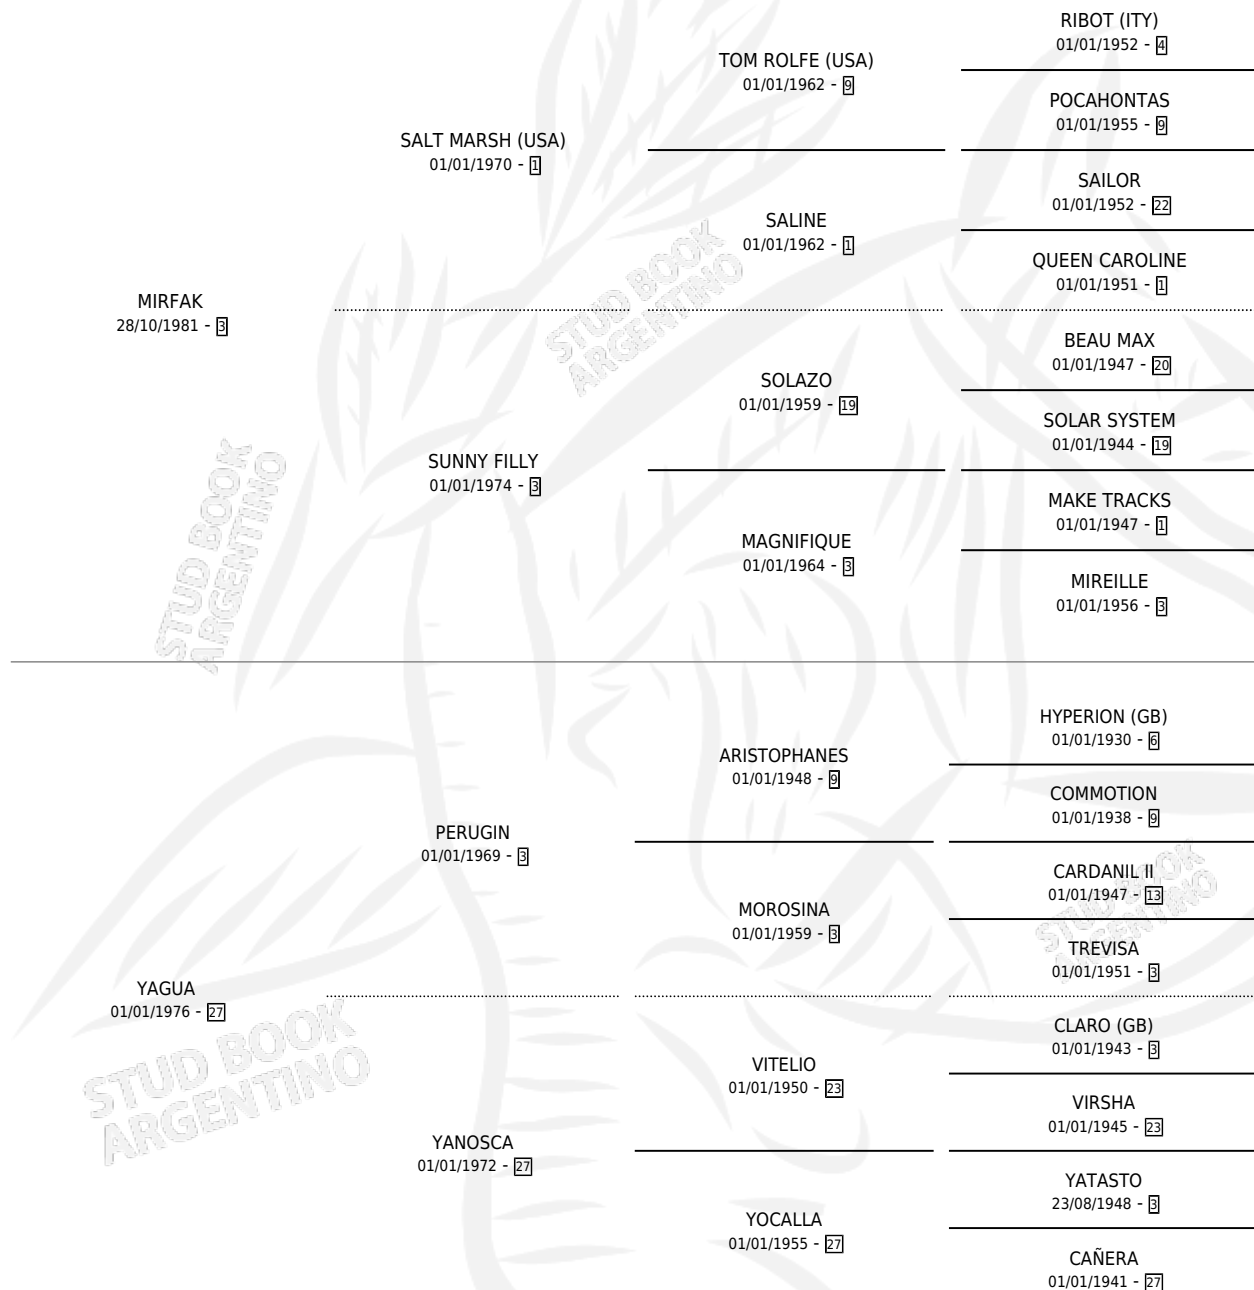 RIBOT (ITY)
01/01/1952 - 4
TOM ROLFE (USA)
01/01/1962 - 9
POCAHONTAS
01/01/1955 - 9
SALT MARSH (USA)
01/01/1970 - 1
SAILOR
01/01/1952 - 22
SALINE
01/01/1962 - 1
QUEEN CAROLINE
01/01/1951 - 1
MIRFAK
28/10/1981 - 3
BEAU MAX
01/01/1947 - 20
SOLAZO
01/01/1959 - 19
SOLAR SYSTEM
01/01/1944 - 19
SUNNY FILLY
01/01/1974 - 3
MAKE TRACKS
01/01/1947 - 1
MAGNIFIQUE
01/01/1964 - 3
MIREILLE
01/01/1956 - 3
HYPERION (GB)
01/01/1930 - 6
ARISTOPHANES
01/01/1948 - 9
COMMOTION
01/01/1938 - 9
PERUGIN
01/01/1969 - 3
CARDANIL II
01/01/1947 - 13
MOROSINA
01/01/1959 - 3
TREVISA
01/01/1951 - 3
YAGUA
01/01/1976 - 27
CLARO (GB)
01/01/1943 - 3
VITELIO
01/01/1950 - 23
VIRSHA
01/01/1945 - 23
YANOSCA
01/01/1972 - 27
YATASTO
23/08/1948 - 3
YOCALLA
01/01/1955 - 27
CAÑERA
01/01/1941 - 27
STUD BOOK
ARGENTINO
STUD BOOK
ARGENTINO
STUD BOOK
ARGENTINO
STUD BOOK
ARGENTINO